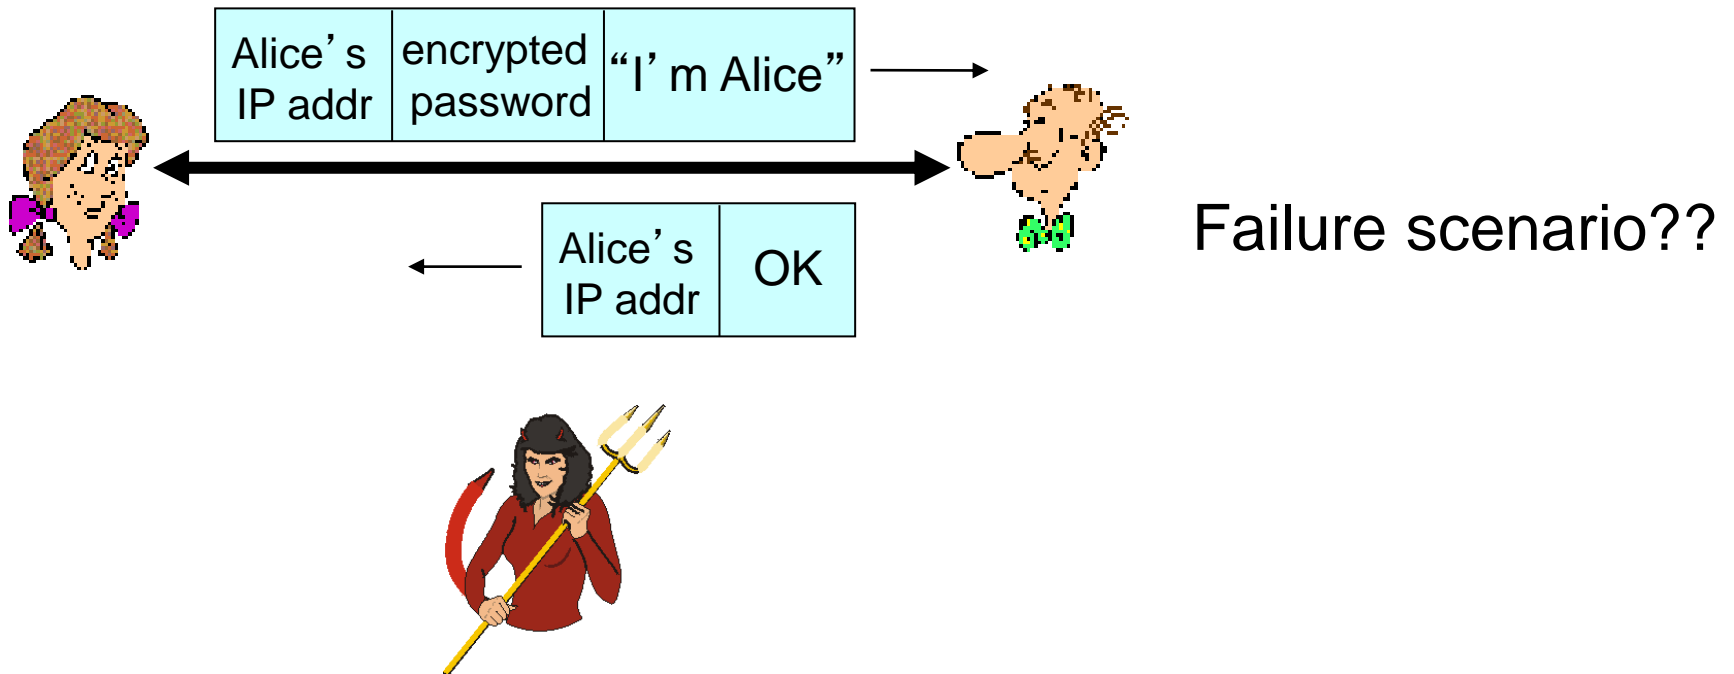 Alice’s
IP addr
encrypted
password
“I’m Alice”
Alice’s
IP addr
OK
Failure scenario??